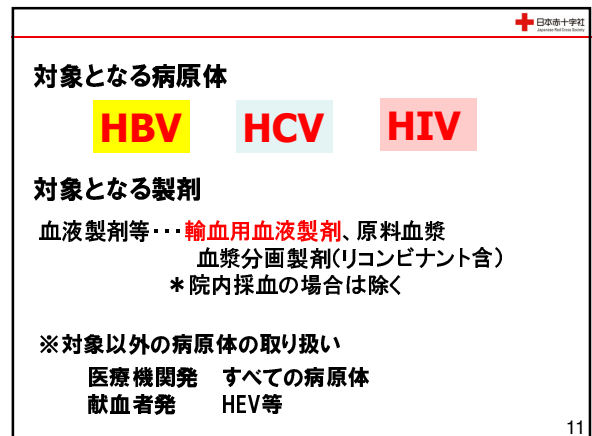 日本赤十字社
Japanese Red Cross Society
対象となる病原体
HBV HCV HIV
対象となる製剤
血液製剤等･･･輸血用血液製剤、原料血漿
血漿分画製剤(リコンビナント含)
＊院内採血の場合は除く
※対象以外の病原体の取り扱い
医療機関発 すべての病原体
献血者発 HEV等
11